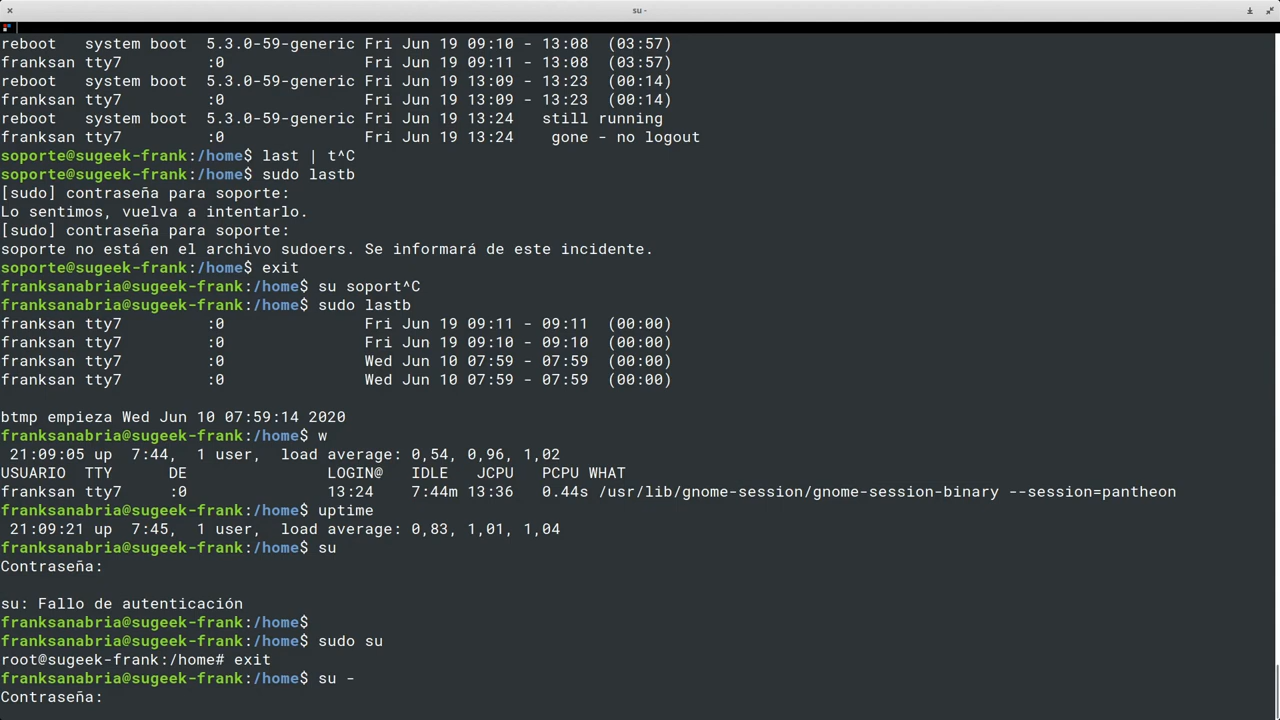 su -
reboot   system boot  5.3.0-59-generic Fri Jun 19 09:10 - 13:08  (03:57)
franksan tty7         :0               Fri Jun 19 09:11 - 13:08  (03:57)
reboot   system boot  5.3.0-59-generic Fri Jun 19 13:09 - 13:23  (00:14)
franksan tty7         :0               Fri Jun 19 13:09 - 13:23  (00:14)
reboot   system boot  5.3.0-59-generic Fri Jun 19 13:24   still running
franksan tty7         :0               Fri Jun 19 13:24    gone - no logout
soporte@sugeek-frank:/home$ last | t^C
soporte@sugeek-frank:/home$ sudo lastb
[sudo] contraseña para soporte:
Lo sentimos, vuelva a intentarlo.
[sudo] contraseña para soporte:
soporte no está en el archivo sudoers. Se informará de este incidente.
soporte@sugeek-frank:/home$ exit
franksanabria@sugeek-frank:/home$ su soport^C
franksanabria@sugeek-frank:/home$ sudo lastb
franksan tty7         :0               Fri Jun 19 09:11 - 09:11  (00:00)
franksan tty7         :0               Fri Jun 19 09:10 - 09:10  (00:00)
franksan tty7         :0               Wed Jun 10 07:59 - 07:59  (00:00)
franksan tty7         :0               Wed Jun 10 07:59 - 07:59  (00:00)
btmp empieza Wed Jun 10 07:59:14 2020
franksanabria@sugeek-frank:/home$ w
 21:09:05 up  7:44,  1 user,  load average: 0,54, 0,96, 1,02
USUARIO  TTY      DE               LOGIN@   IDLE   JCPU   PCPU WHAT
franksan tty7     :0               13:24    7:44m 13:36   0.44s /usr/lib/gnome-session/gnome-session-binary --session=pantheon
franksanabria@sugeek-frank:/home$ uptime
 21:09:21 up  7:45,  1 user,  load average: 0,83, 1,01, 1,04
franksanabria@sugeek-frank:/home$ su
Contraseña:
su: Fallo de autenticación
franksanabria@sugeek-frank:/home$
franksanabria@sugeek-frank:/home$ sudo su
root@sugeek-frank:/home# exit
franksanabria@sugeek-frank:/home$ su -
Contraseña: